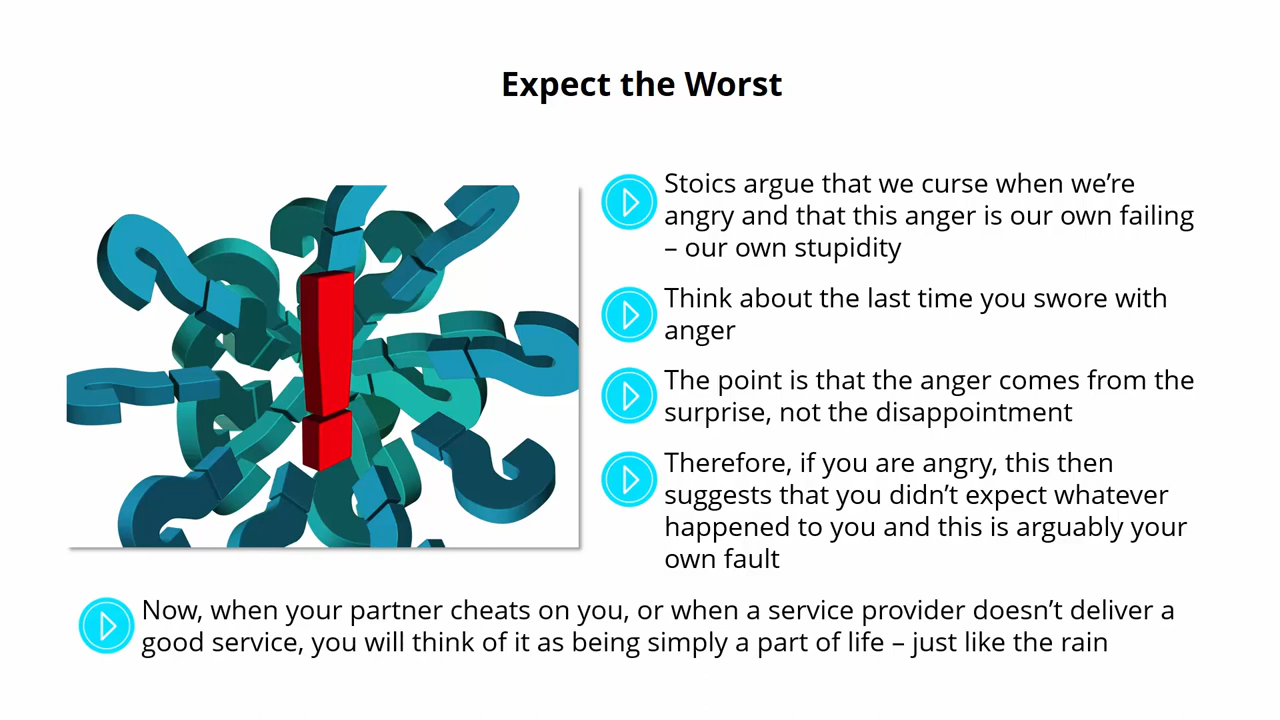 Expect the Worst
Stoics argue that we curse when we’re
angry and that this anger is our own failing
– our own stupidity
Think about the last time you swore with
anger
The point is that the anger comes from the
surprise, not the disappointment
Therefore, if you are angry, this then
suggests that you didn’t expect whatever
happened to you and this is arguably your
own fault
Now, when your partner cheats on you, or when a service provider doesn’t deliver a
good service, you will think of it as being simply a part of life – just like the rain